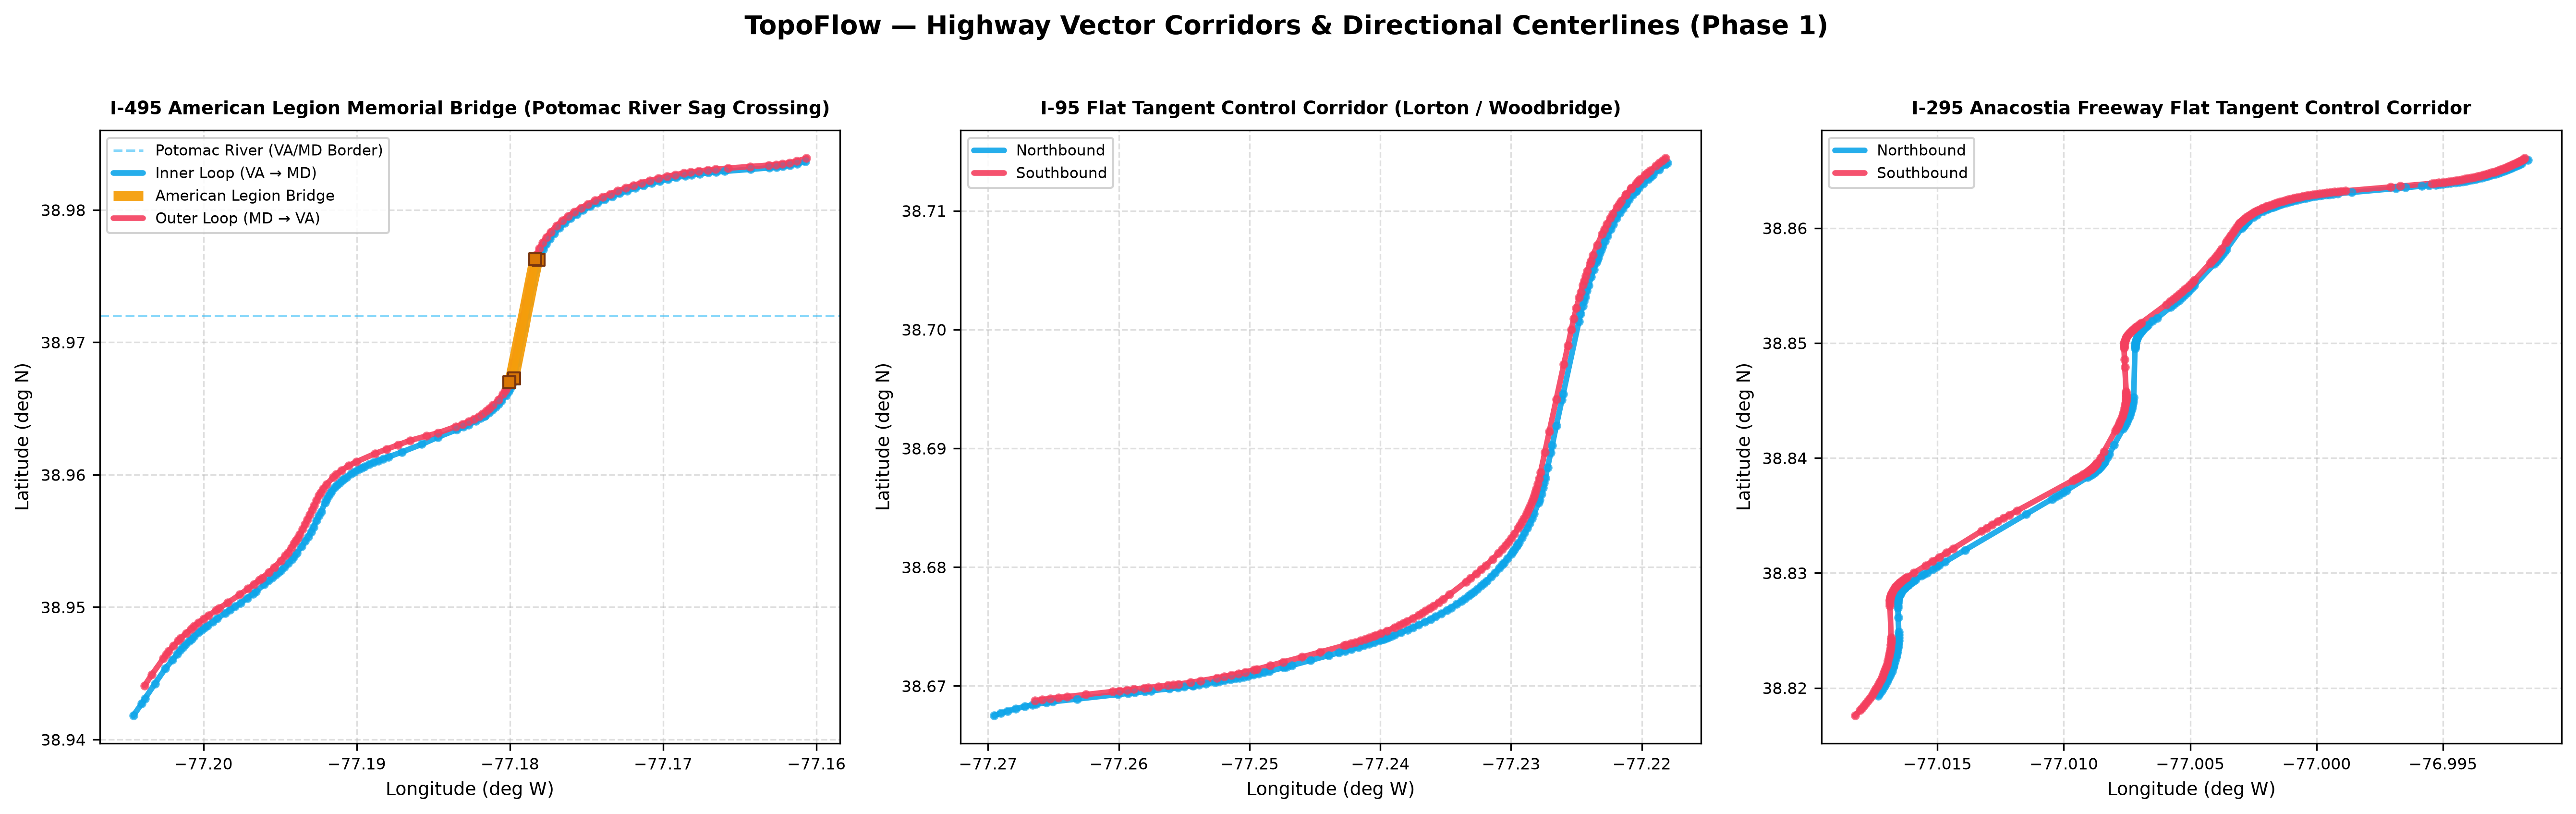 TopoFlow — Highway Vector Corridors & Directional Centerlines (Phase 1)
I-495 American Legion Memorial Bridge (Potomac River Sag Crossing)
Potomac River (VA/MD Border)
Inner Loop (VA → MD)
American Legion Bridge
Outer Loop (MD → VA)
38.98
38.97
38.96
38.95
38.94
Latitude (deg N)
−77.20
−77.19
−77.18
−77.17
−77.16
Longitude (deg W)
I-95 Flat Tangent Control Corridor (Lorton / Woodbridge)
Northbound
Southbound
38.71
38.70
38.69
38.68
38.67
Latitude (deg N)
−77.27
−77.26
−77.25
−77.24
−77.23
−77.22
Longitude (deg W)
I-295 Anacostia Freeway Flat Tangent Control Corridor
Northbound
Southbound
38.86
38.85
38.84
38.83
38.82
Latitude (deg N)
−77.015
−77.010
−77.005
−77.000
−76.995
Longitude (deg W)